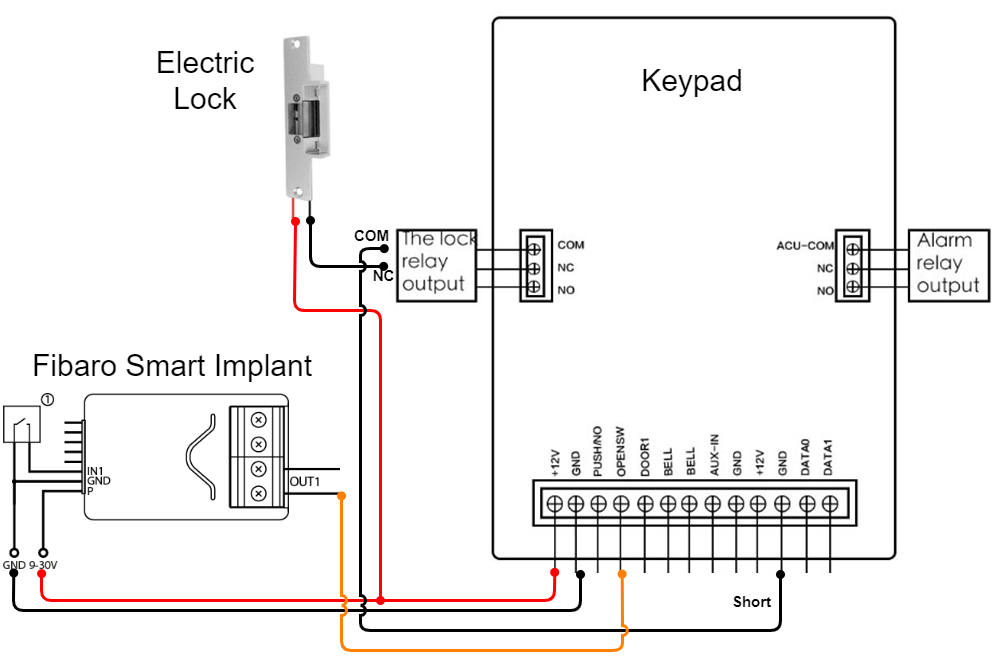 Electric
Lock
Keypad
COM
NC
The lock
relay
output
COM
NC
NO
ACU-COM
NC
NO
Alarm
relay
output
Fibaro Smart Implant
1
IN1
GND
P
OUT1
GND 9-30V
+12V
GND
PUSH/NO
OPENSW
DOOR1
BELL
BELL
AUX-IN
GND
+12V
GND
DATA0
DATA1
Short